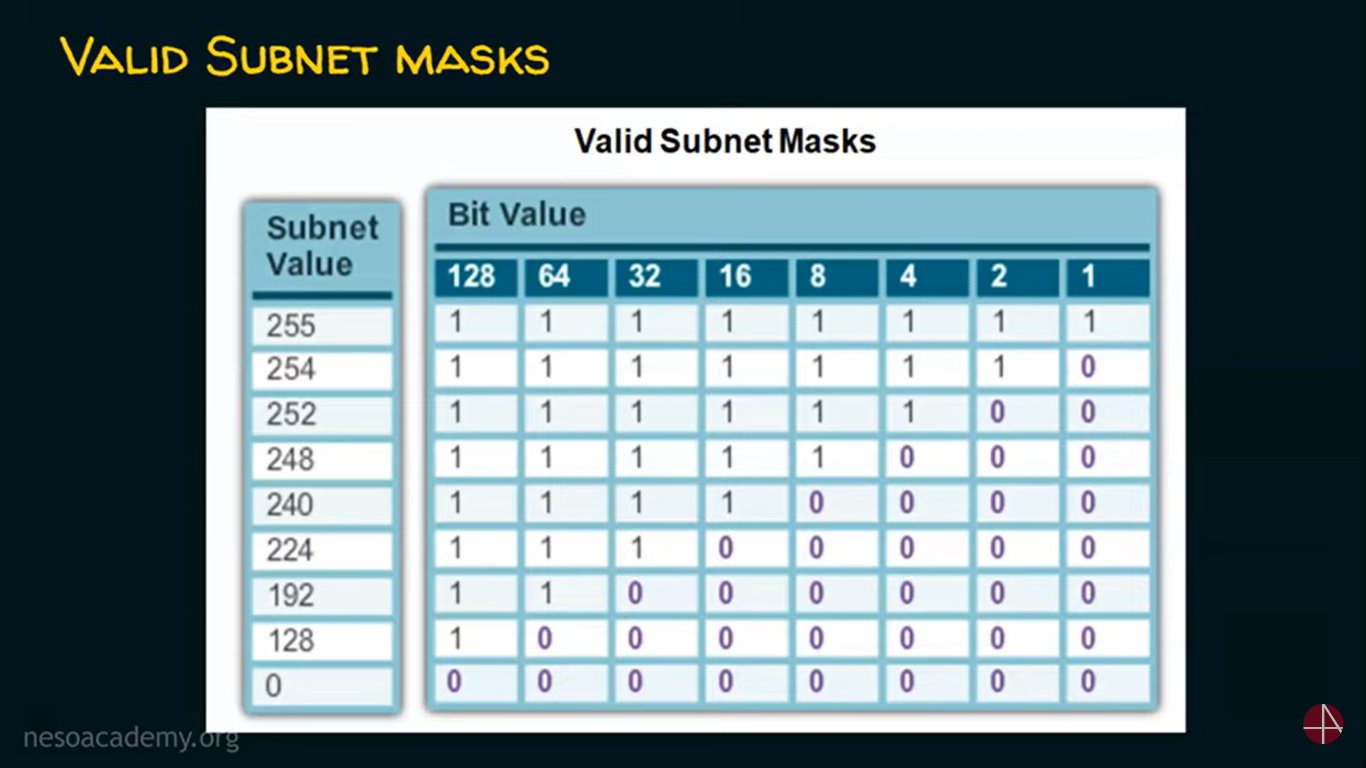 VALID SUBNET MASKS
Valid Subnet Masks
Subnet Value
Bit Value
128 64 32 16 8 4 2 1
255 1 1 1 1 1 1 1 1
254 1 1 1 1 1 1 1 0
252 1 1 1 1 1 1 0 0
248 1 1 1 1 1 0 0 0
240 1 1 1 1 0 0 0 0
224 1 1 1 0 0 0 0 0
192 1 1 0 0 0 0 0 0
128 1 0 0 0 0 0 0 0
0 0 0 0 0 0 0 0 0
nesoacademy.org